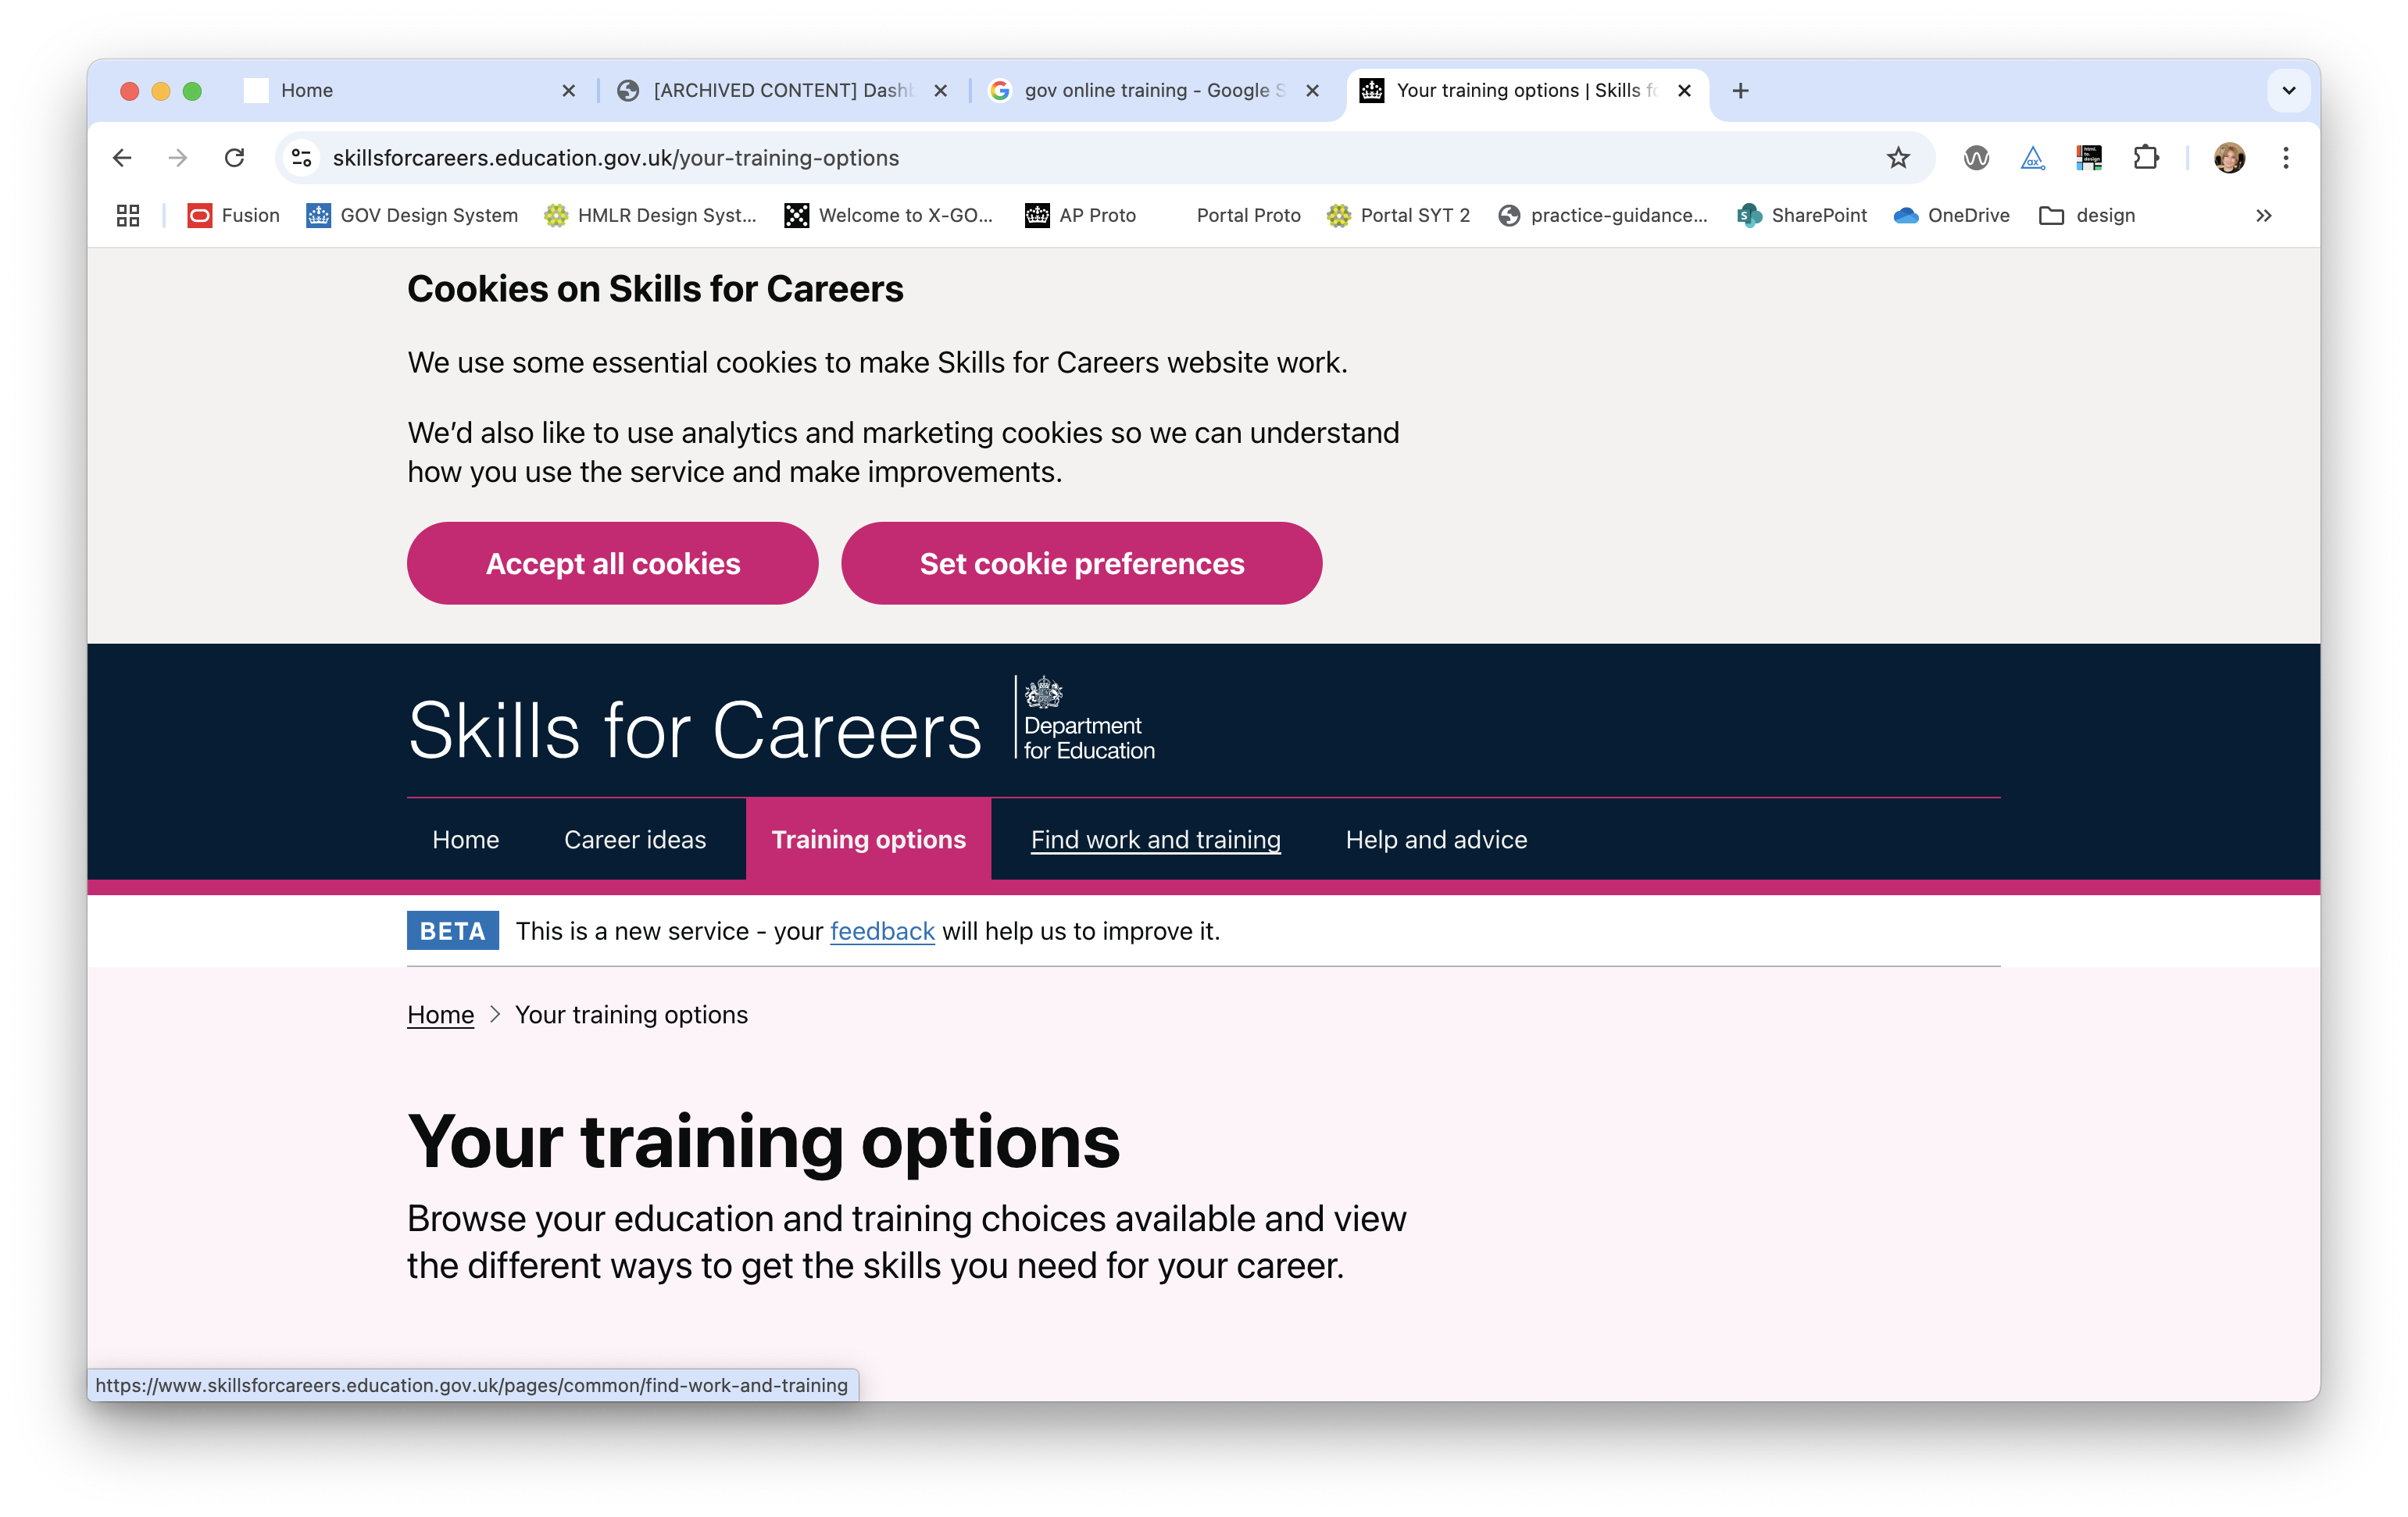 Home
[ARCHIVED CONTENT] Dash
gov online training - Google S
Your training options | Skills fo
skillsforcareers.education.gov.uk/your-training-options
Fusion
GOV Design System
HMLR Design Syst...
Welcome to X-GO...
AP Proto
Portal Proto
Portal SYT 2
practice-guidance...
SharePoint
OneDrive
design
Cookies on Skills for Careers
We use some essential cookies to make Skills for Careers website work.
We’d also like to use analytics and marketing cookies so we can understand
how you use the service and make improvements.
Accept all cookies
Set cookie preferences
Skills for Careers
Department
for Education
Home
Career ideas
Training options
Find work and training
Help and advice
BETA This is a new service - your feedback will help us to improve it.
Home > Your training options
Your training options
Browse your education and training choices available and view
the different ways to get the skills you need for your career.
https://www.skillsforcareers.education.gov.uk/pages/common/find-work-and-training